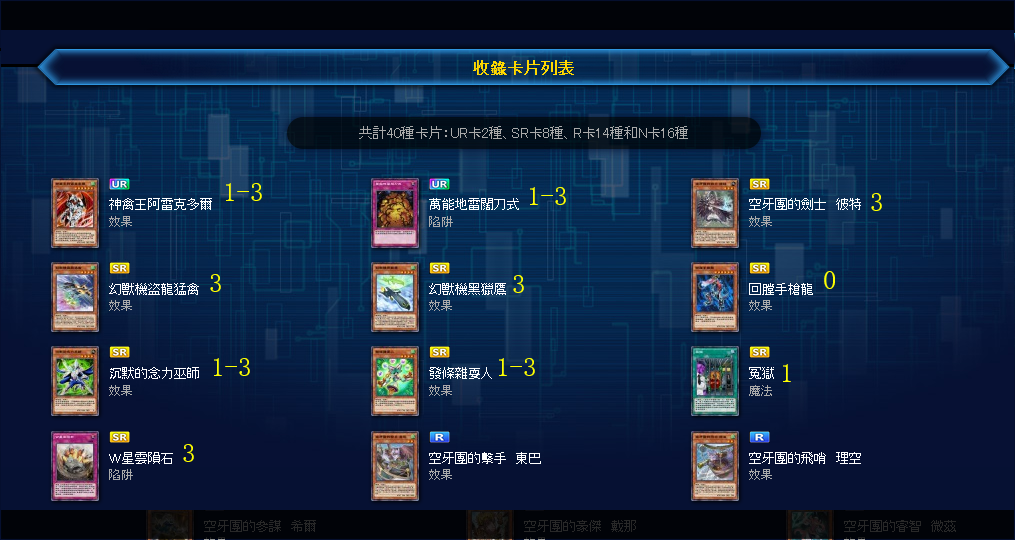 收錄卡片列表
共計40種卡片：UR卡2種、SR卡8種、R卡14種和N卡16種
UR
神禽王阿雷克多爾 1-3
效果
UR
萬能地雷闊刀式 1-3
陷阱
SR
空牙團的劍士 彼特 3
效果
SR
幻獸機盜龍猛禽 3
效果
SR
幻獸機黑獵鷹 3
效果
SR
回膛手槍龍 0
效果
SR
沉默的念力巫師 1-3
效果
SR
發條雜耍人 1-3
效果
SR
冤獄 1
魔法
SR
W星雲隕石 3
陷阱
R
空牙團的擊手 東巴
效果
R
空牙團的飛哨 理空
效果
空牙團的參謀 希爾
空牙團的豪傑 戴那
空牙團的睿智 微茲